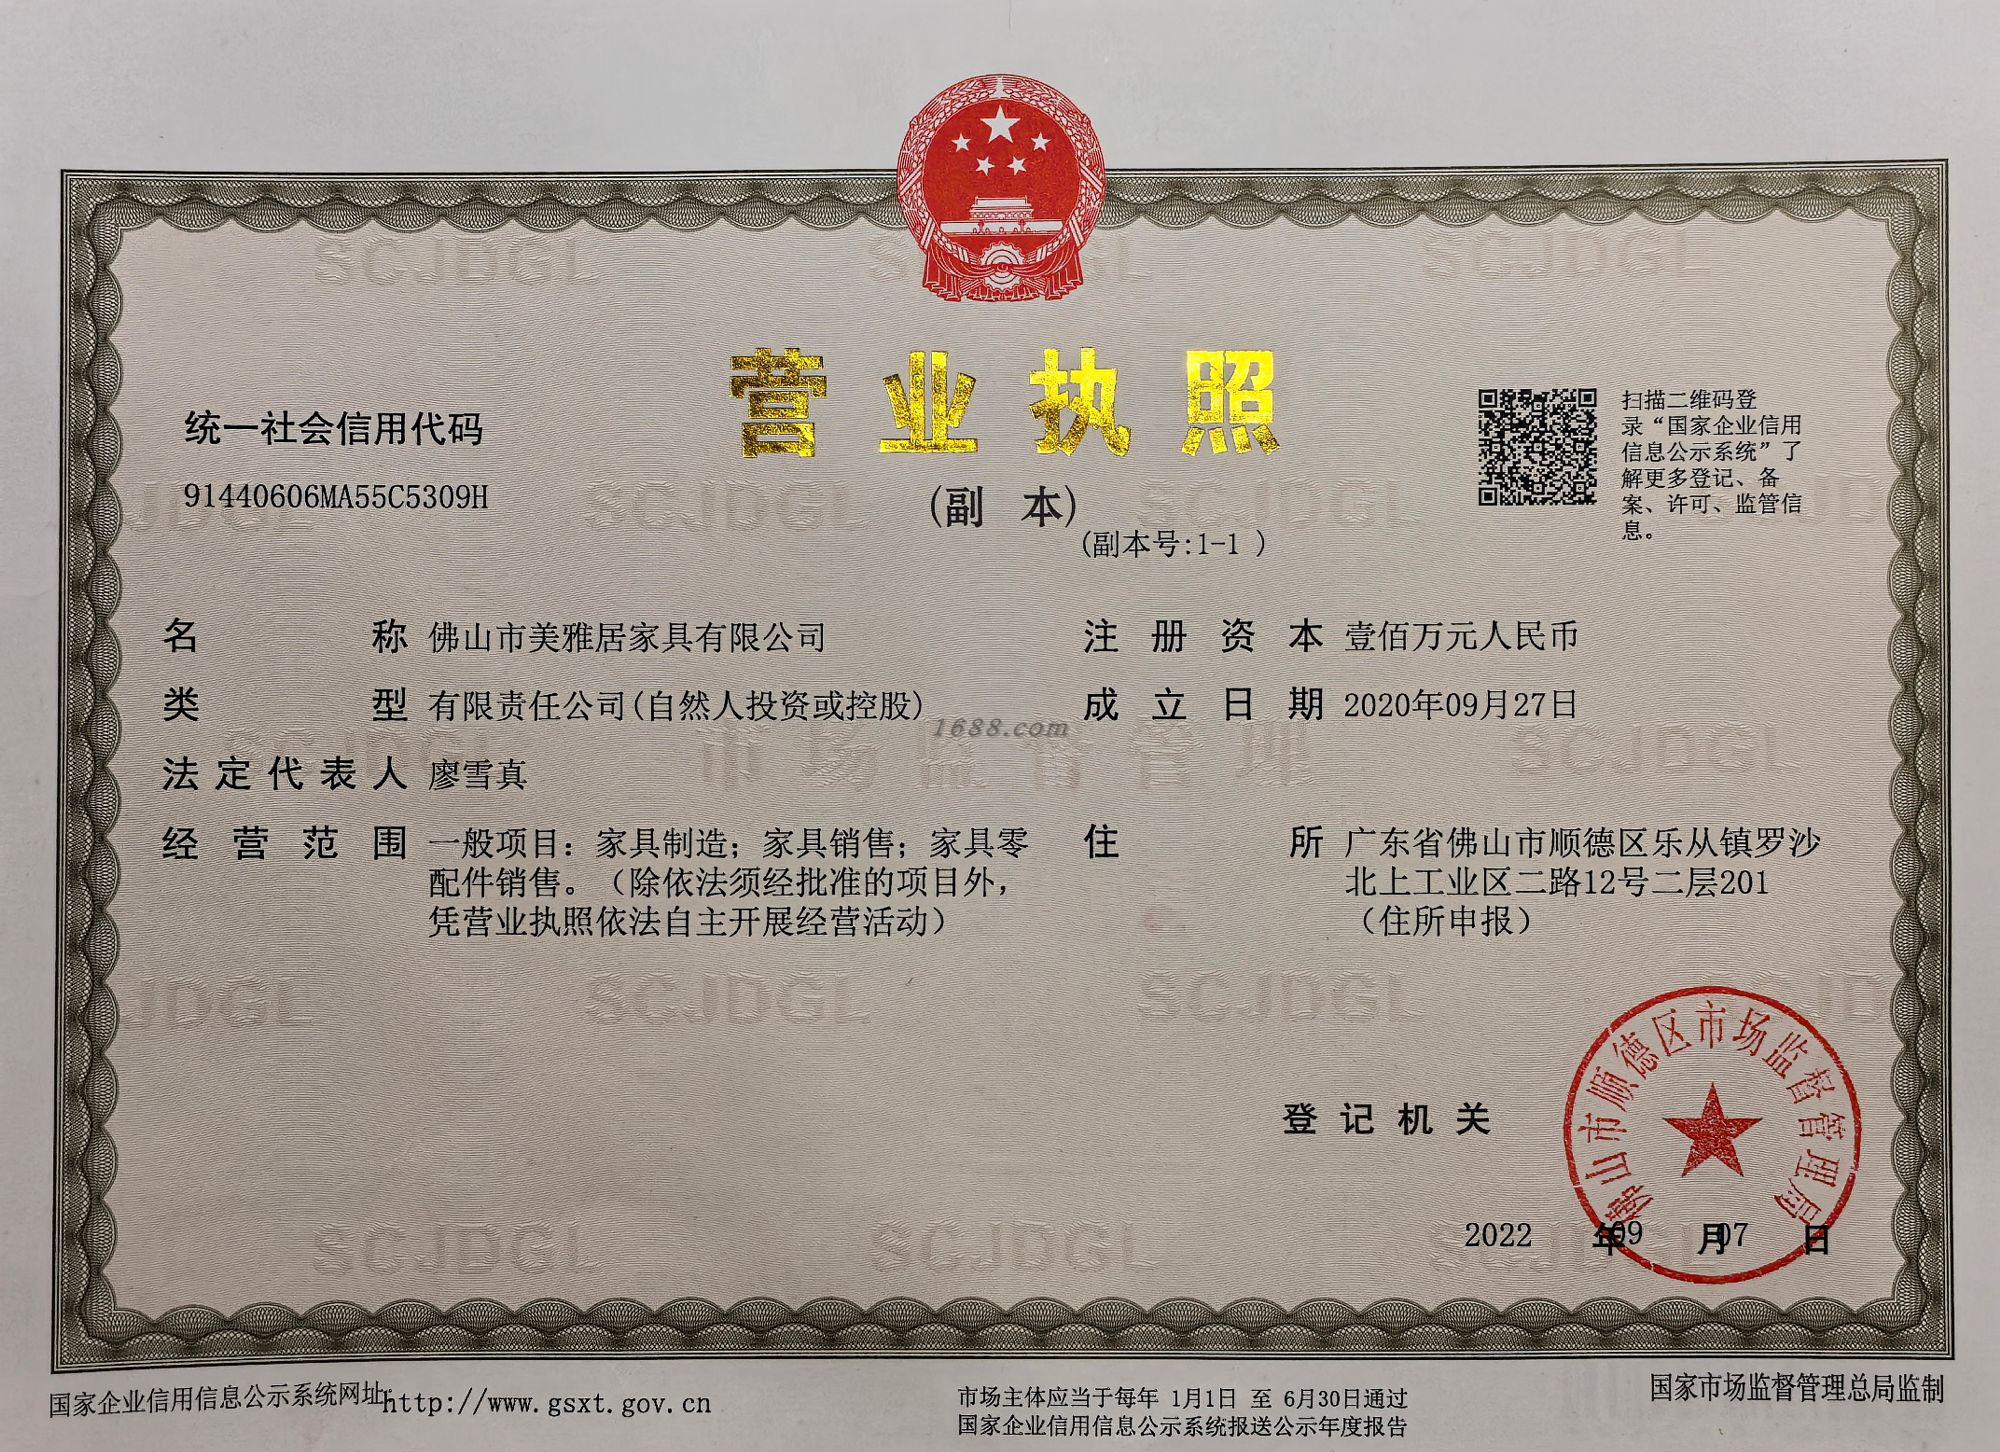 营业执照
(副 本)
(副本号:1-1 )
统一社会信用代码
91440606MA55C5309H
扫描二维码登
录“国家企业信用
信息公示系统”了
解更多登记、备
案、许可、监管信
息。
名称 佛山市美雅居家具有限公司
类型 有限责任公司(自然人投资或控股)
法定代表人 廖雪真
经营范围 一般项目：家具制造；家具销售；家具零
配件销售。（除依法须经批准的项目外，
凭营业执照依法自主开展经营活动）
注册资本 壹佰万元人民币
成立日期 2020年09月27日
住所 广东省佛山市顺德区乐从镇罗沙
北上工业区二路12号二层201
（住所申报）
1688.com
SCJDGL
市场监督管理
登记机关
佛山市顺德区市场监督管理局
2022 年09 月07 日
国家企业信用信息公示系统网址:http://www.gsxt.gov.cn
市场主体应当于每年 1月1日 至 6月30日通过
国家企业信用信息公示系统报送公示年度报告
国家市场监督管理总局监制